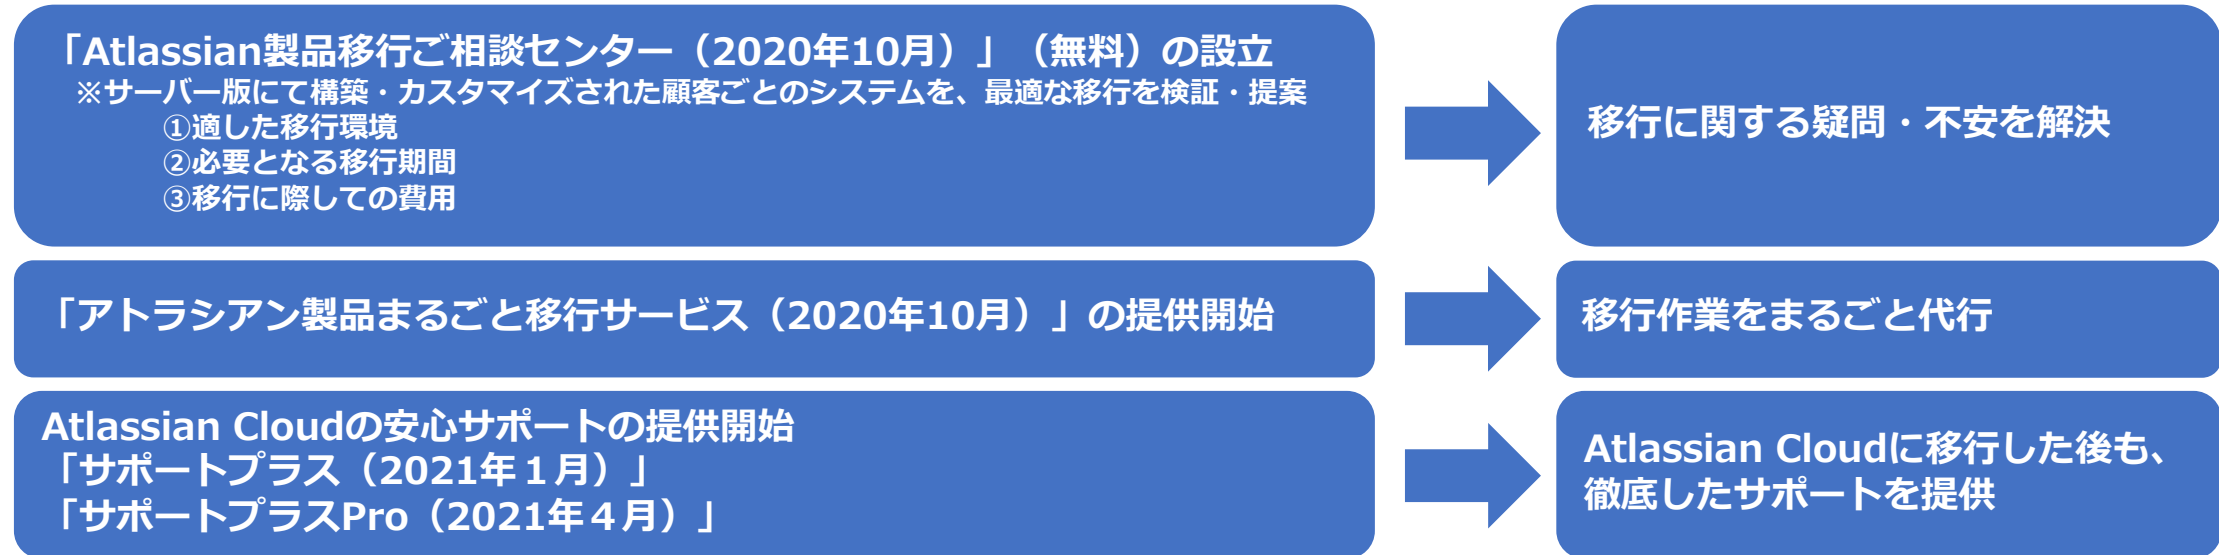 「Atlassian製品移行ご相談センター（2020年10月）」（無料）の設立
※サーバー版にて構築・カスタマイズされた顧客ごとのシステムを、最適な移行を検証・提案
①適した移行環境
②必要となる移行期間
③移行に際しての費用
移行に関する疑問・不安を解決
「アトラシアン製品まるごと移行サービス（2020年10月）」の提供開始
移行作業をまるごと代行
Atlassian Cloudの安心サポートの提供開始
「サポートプラス（2021年１月）」
「サポートプラスPro（2021年４月）」
Atlassian Cloudに移行した後も、
徹底したサポートを提供